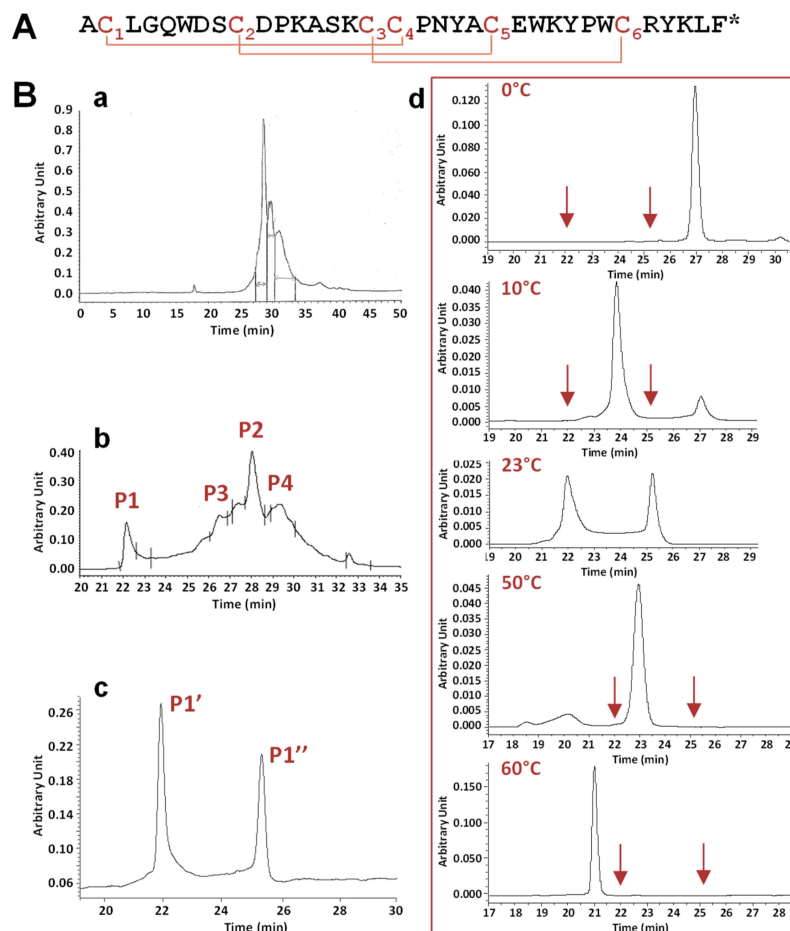 A
AC1LGQWDSC2DPKASKC3C4PNYAC5EWKYPWC6RYKLF*
B
a
Arbitrary Unit
0.9
0.8
0.7
0.6
0.5
0.4
0.3
0.2
0.1
0.0
0 5 10 15 20 25 30 35 40 45 50
Time (min)
b
Arbitrary Unit
0.40
0.30
0.20
0.10
0.00
P1
P3
P2
P4
20 21 22 23 24 25 26 27 28 29 30 31 32 33 34 35
Time (min)
c
Arbitrary Unit
0.26
0.22
0.18
0.14
0.10
0.06
P1′
P1′′
20 22 24 26 28 30
Time (min)
d
0°C
Arbitrary Unit
0.120
0.090
0.060
0.040
0.020
0.000
19 20 21 22 23 24 25 26 27 28 29 30
Time (min)
10°C
Arbitrary Unit
0.040
0.035
0.030
0.025
0.020
0.015
0.010
0.005
0.000
19 20 21 22 23 24 25 26 27 28 29
Time (min)
23°C
Arbitrary Unit
0.025
0.020
0.015
0.010
0.005
0.000
19 20 21 22 23 24 25 26 27 28 29
Time (min)
50°C
Arbitrary Unit
0.045
0.040
0.035
0.030
0.025
0.020
0.015
0.010
0.005
0.000
17 18 19 20 21 22 23 24 25 26 27 28
Time (min)
60°C
Arbitrary Unit
0.150
0.100
0.050
0.000
17 18 19 20 21 22 23 24 25 26 27 28
Time (min)